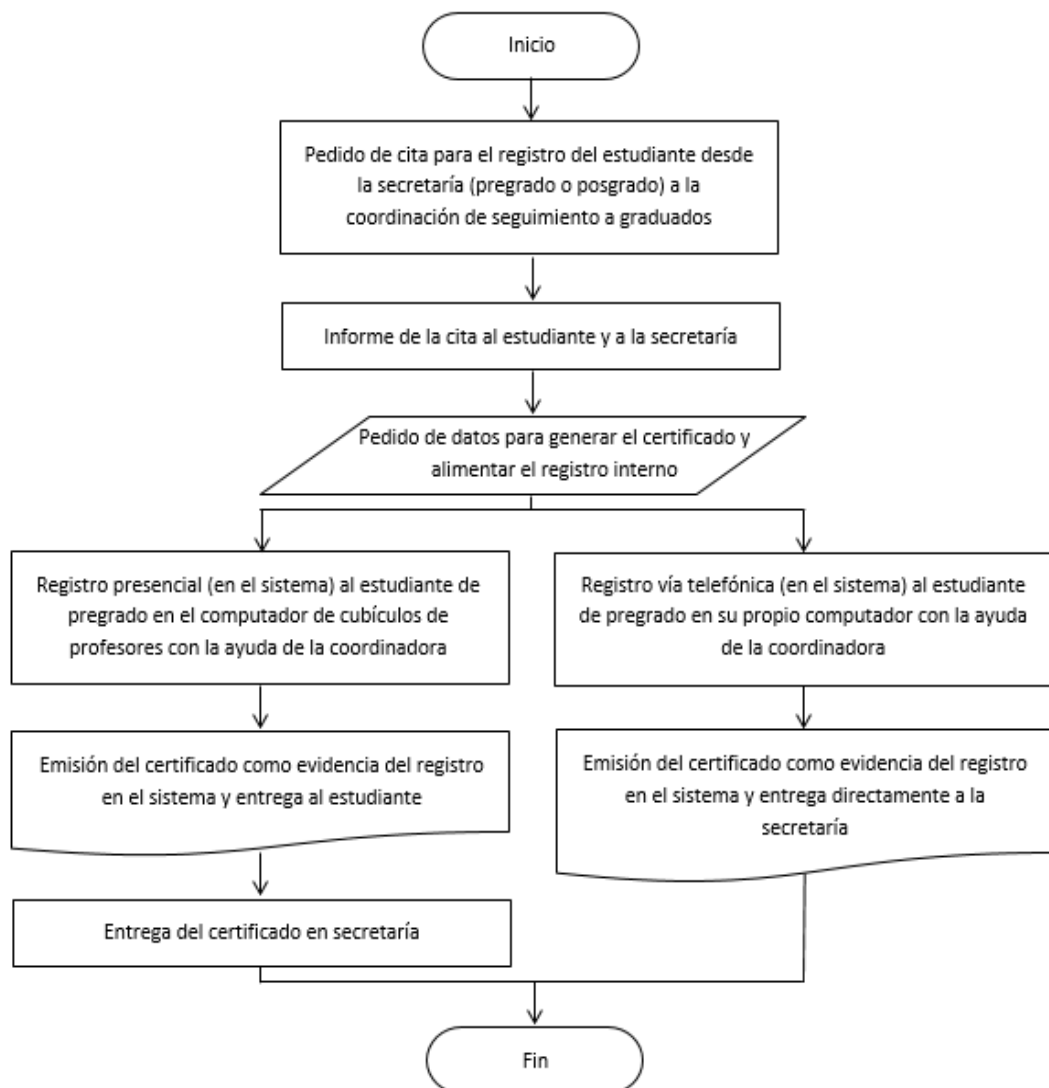 Inicio
Pedido de cita para el registro del estudiante desde
la secretaría (pregrado o posgrado) a la
coordinación de seguimiento a graduados
Informe de la cita al estudiante y a la secretaría
Pedido de datos para generar el certificado y
alimentar el registro interno
Registro presencial (en el sistema) al estudiante de
pregrado en el computador de cubículos de
profesores con la ayuda de la coordinadora
Registro vía telefónica (en el sistema) al estudiante
de pregrado en su propio computador con la ayuda
de la coordinadora
Emisión del certificado como evidencia del registro
en el sistema y entrega al estudiante
Emisión del certificado como evidencia del registro
en el sistema y entrega directamente a la
secretaría
Entrega del certificado en secretaría
Fin